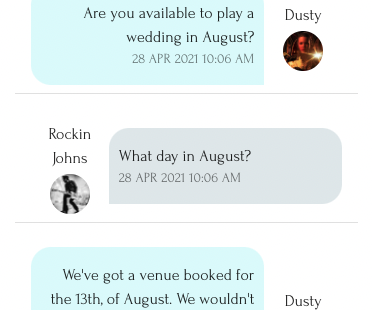 Are you available to play a
Dusty
wedding in August?
28 APR 2021 10:06 AM
Rockin
Johns
What day in August?
28 APR 2021 10:06 AM
We've got a venue booked for
the 13th, of August. We wouldn't
Dusty